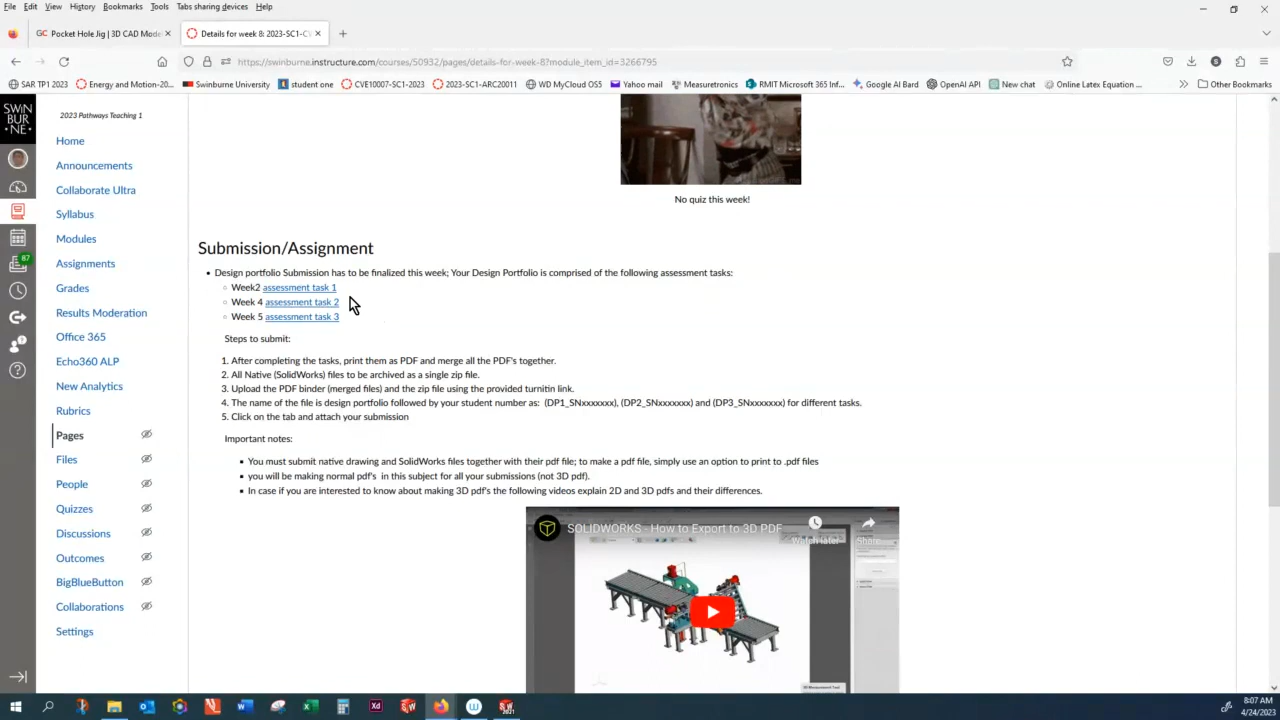 File Edit View History Bookmarks Tools Tabs sharing devices Help
GC Pocket Hole Jig | 3D CAD Mode
Details for week 8: 2023-SC1-C
https://swinburne.instructure.com/courses/50932/pages/details-for-week-8?module_item_id=3266795
SAR TP1 2023 Energy and Motion-20... Swinburne University student one CVE10007-SC1-2023 2023-SC1-ARC20011 WD MyCloud OS5 Yahoo mail Measuretronics RMIT Microsoft 365 Inf... Google AI Bard OpenAI API New chat Online Latex Equation ... Other Bookmarks
SWIN
BUR
NE
2023 Pathways Teaching 1
Home
Announcements
Collaborate Ultra
Syllabus
Modules
Assignments
87
Grades
Results Moderation
Office 365
Echo360 ALP
New Analytics
Rubrics
Pages
Files
People
Quizzes
Discussions
Outcomes
BigBlueButton
Collaborations
Settings
No quiz this week!
Submission/Assignment
Design portfolio Submission has to be finalized this week; Your Design Portfolio is comprised of the following assessment tasks:
Week2 assessment task 1
Week 4 assessment task 2
Week 5 assessment task 3
Steps to submit:
1. After completing the tasks, print them as PDF and merge all the PDF's together.
2. All Native (SolidWorks) files to be archived as a single zip file.
3. Upload the PDF binder (merged files) and the zip file using the provided turnitin link.
4. The name of the file is design portfolio followed by your student number as: (DP1_SNxxxxxxx), (DP2_SNxxxxxxx) and (DP3_SNxxxxxxx) for different tasks.
5. Click on the tab and attach your submission
Important notes:
You must submit native drawing and SolidWorks files together with their pdf file; to make a pdf file, simply use an option to print to .pdf files
you will be making normal pdf's in this subject for all your submissions (not 3D pdf).
In case if you are interested to know about making 3D pdf's the following videos explain 2D and 3D pdfs and their differences.
SOLIDWORKS - How to Export to 3D PDF
Watch later
Share
8:07 AM
4/24/2023